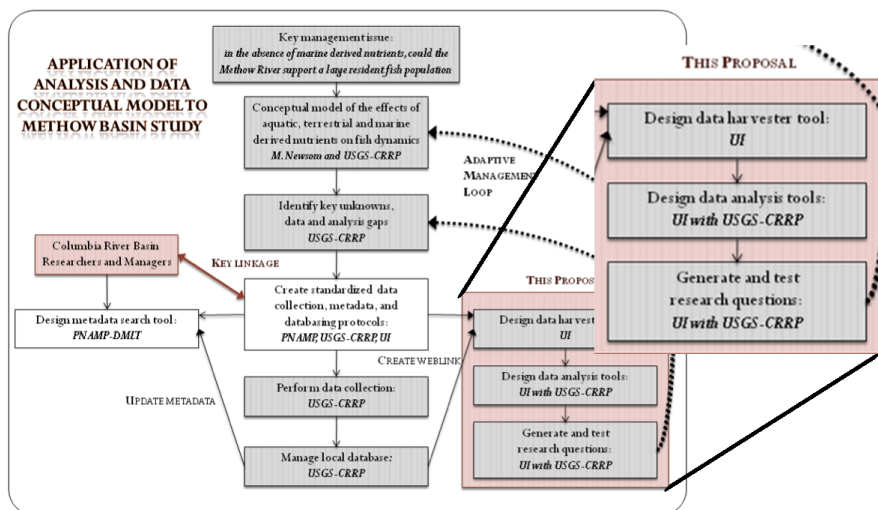 APPLICATION OF
ANALYSIS AND DATA
CONCEPTUAL MODEL TO
METHOW BASIN STUDY
Key management issue:
in the absence of marine derived nutrients, could the
Methow River support a large resident fish population
Conceptual model of the effects of
aquatic, terrestrial and marine
derived nutrients on fish dynamics
M.Newsom and USGS-CRRP
ADAPTIVE
MANAGEMENT
LOOP
Identify key unknowns,
data and analysis gaps
USGS-CRRP
Columbia River Basin
Researchers and Managers
KEY LINKAGE
Create standardized data
collection, metadata, and
databasing protocols:
PNAMP, USGS-CRRP, UI
Design metadata search tool:
PNAMP-DMLT
UPDATE METADATA
CREATE WEBLINK
Perform data collection:
USGS-CRRP
Manage local database:
USGS-CRRP
THIS PROPO
Design data harvest
UI
Design data analysis tools:
UI with USGS-CRRP
Generate and test
research questions:
UI with USGS-CRRP
THIS PROPOSAL
Design data harvester tool:
UI
Design data analysis tools:
UI with USGS-CRRP
Generate and test
research questions:
UI with USGS-CRRP